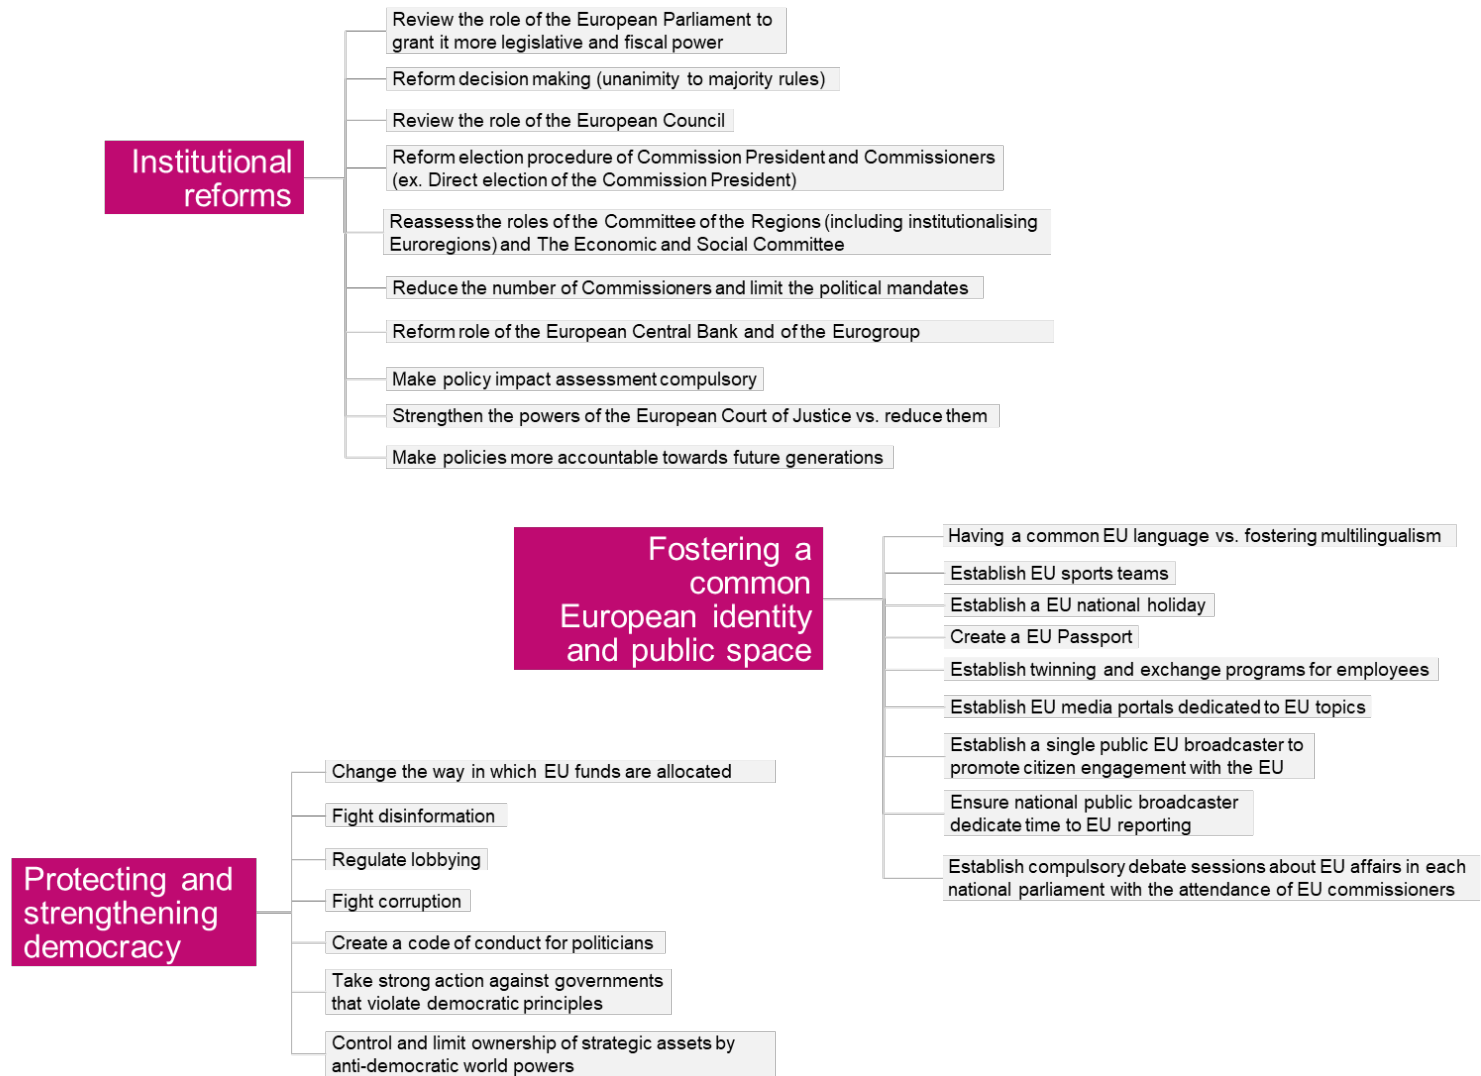 Institutional
reforms
Review the role of the European Parliament to
grant it more legislative and fiscal power
Reform decision making (unanimity to majority rules)
Review the role of the European Council
Reform election procedure of Commission President and Commissioners
(ex. Direct election of the Commission President)
Reassess the roles of the Committee of the Regions (including institutionalising
Euroregions) and The Economic and Social Committee
Reduce the number of Commissioners and limit the political mandates
Reform role of the European Central Bank and of the Eurogroup
Make policy impact assessment compulsory
Strengthen the powers of the European Court of Justice vs. reduce them
Make policies more accountable towards future generations
Fostering a
common
European identity
and public space
Having a common EU language vs. fostering multilingualism
Establish EU sports teams
Establish a EU national holiday
Create a EU Passport
Establish twinning and exchange programs for employees
Establish EU media portals dedicated to EU topics
Establish a single public EU broadcaster to
promote citizen engagement with the EU
Ensure national public broadcaster
dedicate time to EU reporting
Establish compulsory debate sessions about EU affairs in each
national parliament with the attendance of EU commissioners
Protecting and
strengthening
democracy
Change the way in which EU funds are allocated
Fight disinformation
Regulate lobbying
Fight corruption
Create a code of conduct for politicians
Take strong action against governments
that violate democratic principles
Control and limit ownership of strategic assets by
anti-democratic world powers